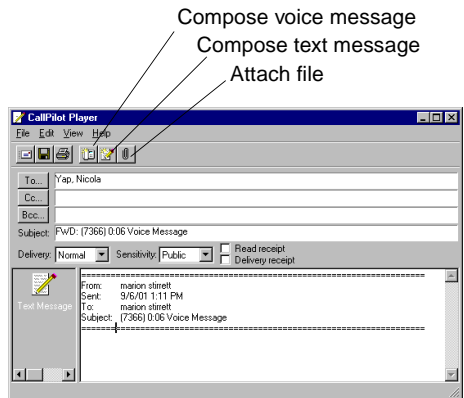 Compose voice message
Compose text message
Attach file
CallPilot Player
File Edit View Help
To... Yap, Nicola
Cc...
Bcc...
Subject: FWD: (7366) 0:06 Voice Message
Delivery: Normal Sensitivity: Public Read receipt
Delivery receipt
Text Message
From: marion stirrett
Sent: 9/6/01 1:11 PM
To: marion stirrett
Subject: (7366) 0:06 Voice Message